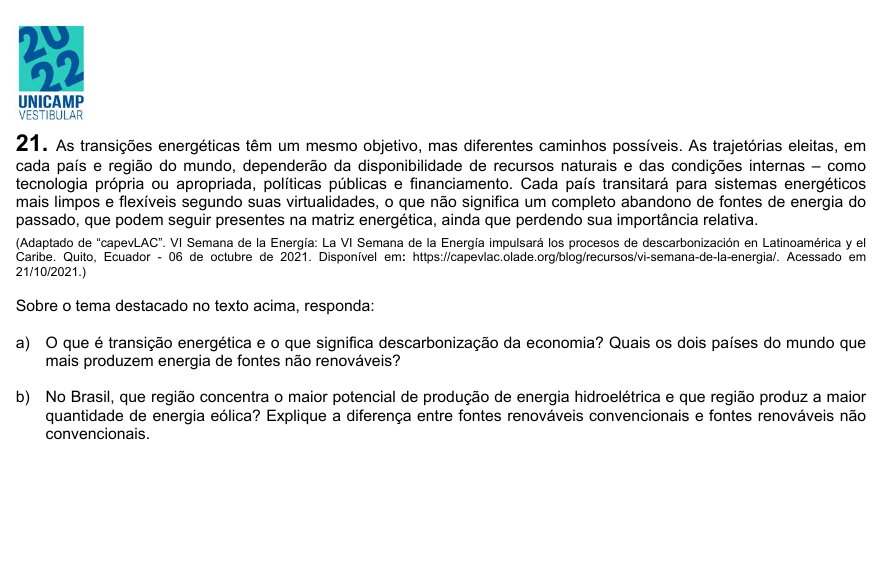 2022
UNICAMP
VESTIBULAR
21. As transições energéticas têm um mesmo objetivo, mas diferentes caminhos possíveis. As trajetórias eleitas, em
cada país e região do mundo, dependerão da disponibilidade de recursos naturais e das condições internas – como
tecnologia própria ou apropriada, políticas públicas e financiamento. Cada país transitará para sistemas energéticos
mais limpos e flexíveis segundo suas virtualidades, o que não significa um completo abandono de fontes de energia do
passado, que podem seguir presentes na matriz energética, ainda que perdendo sua importância relativa.
(Adaptado de “capevLAC”. VI Semana de la Energía: La VI Semana de la Energía impulsará los procesos de descarbonización en Latinoamérica y el
Caribe. Quito, Ecuador - 06 de octubre de 2021. Disponível em: https://capevlac.olade.org/blog/recursos/vi-semana-de-la-energia/. Acessado em
21/10/2021.)
Sobre o tema destacado no texto acima, responda:
a) O que é transição energética e o que significa descarbonização da economia? Quais os dois países do mundo que
mais produzem energia de fontes não renováveis?
b) No Brasil, que região concentra o maior potencial de produção de energia hidroelétrica e que região produz a maior
quantidade de energia eólica? Explique a diferença entre fontes renováveis convencionais e fontes renováveis não
convencionais.